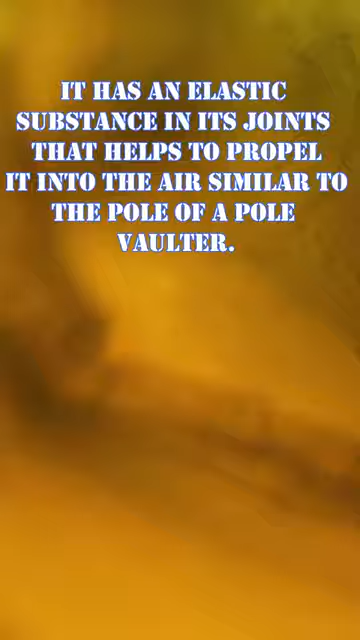 IT HAS AN ELASTIC
SUBSTANCE IN ITS JOINTS
THAT HELPS TO PROPEL
IT INTO THE AIR SIMILAR TO
THE POLE OF A POLE
VAULTER.